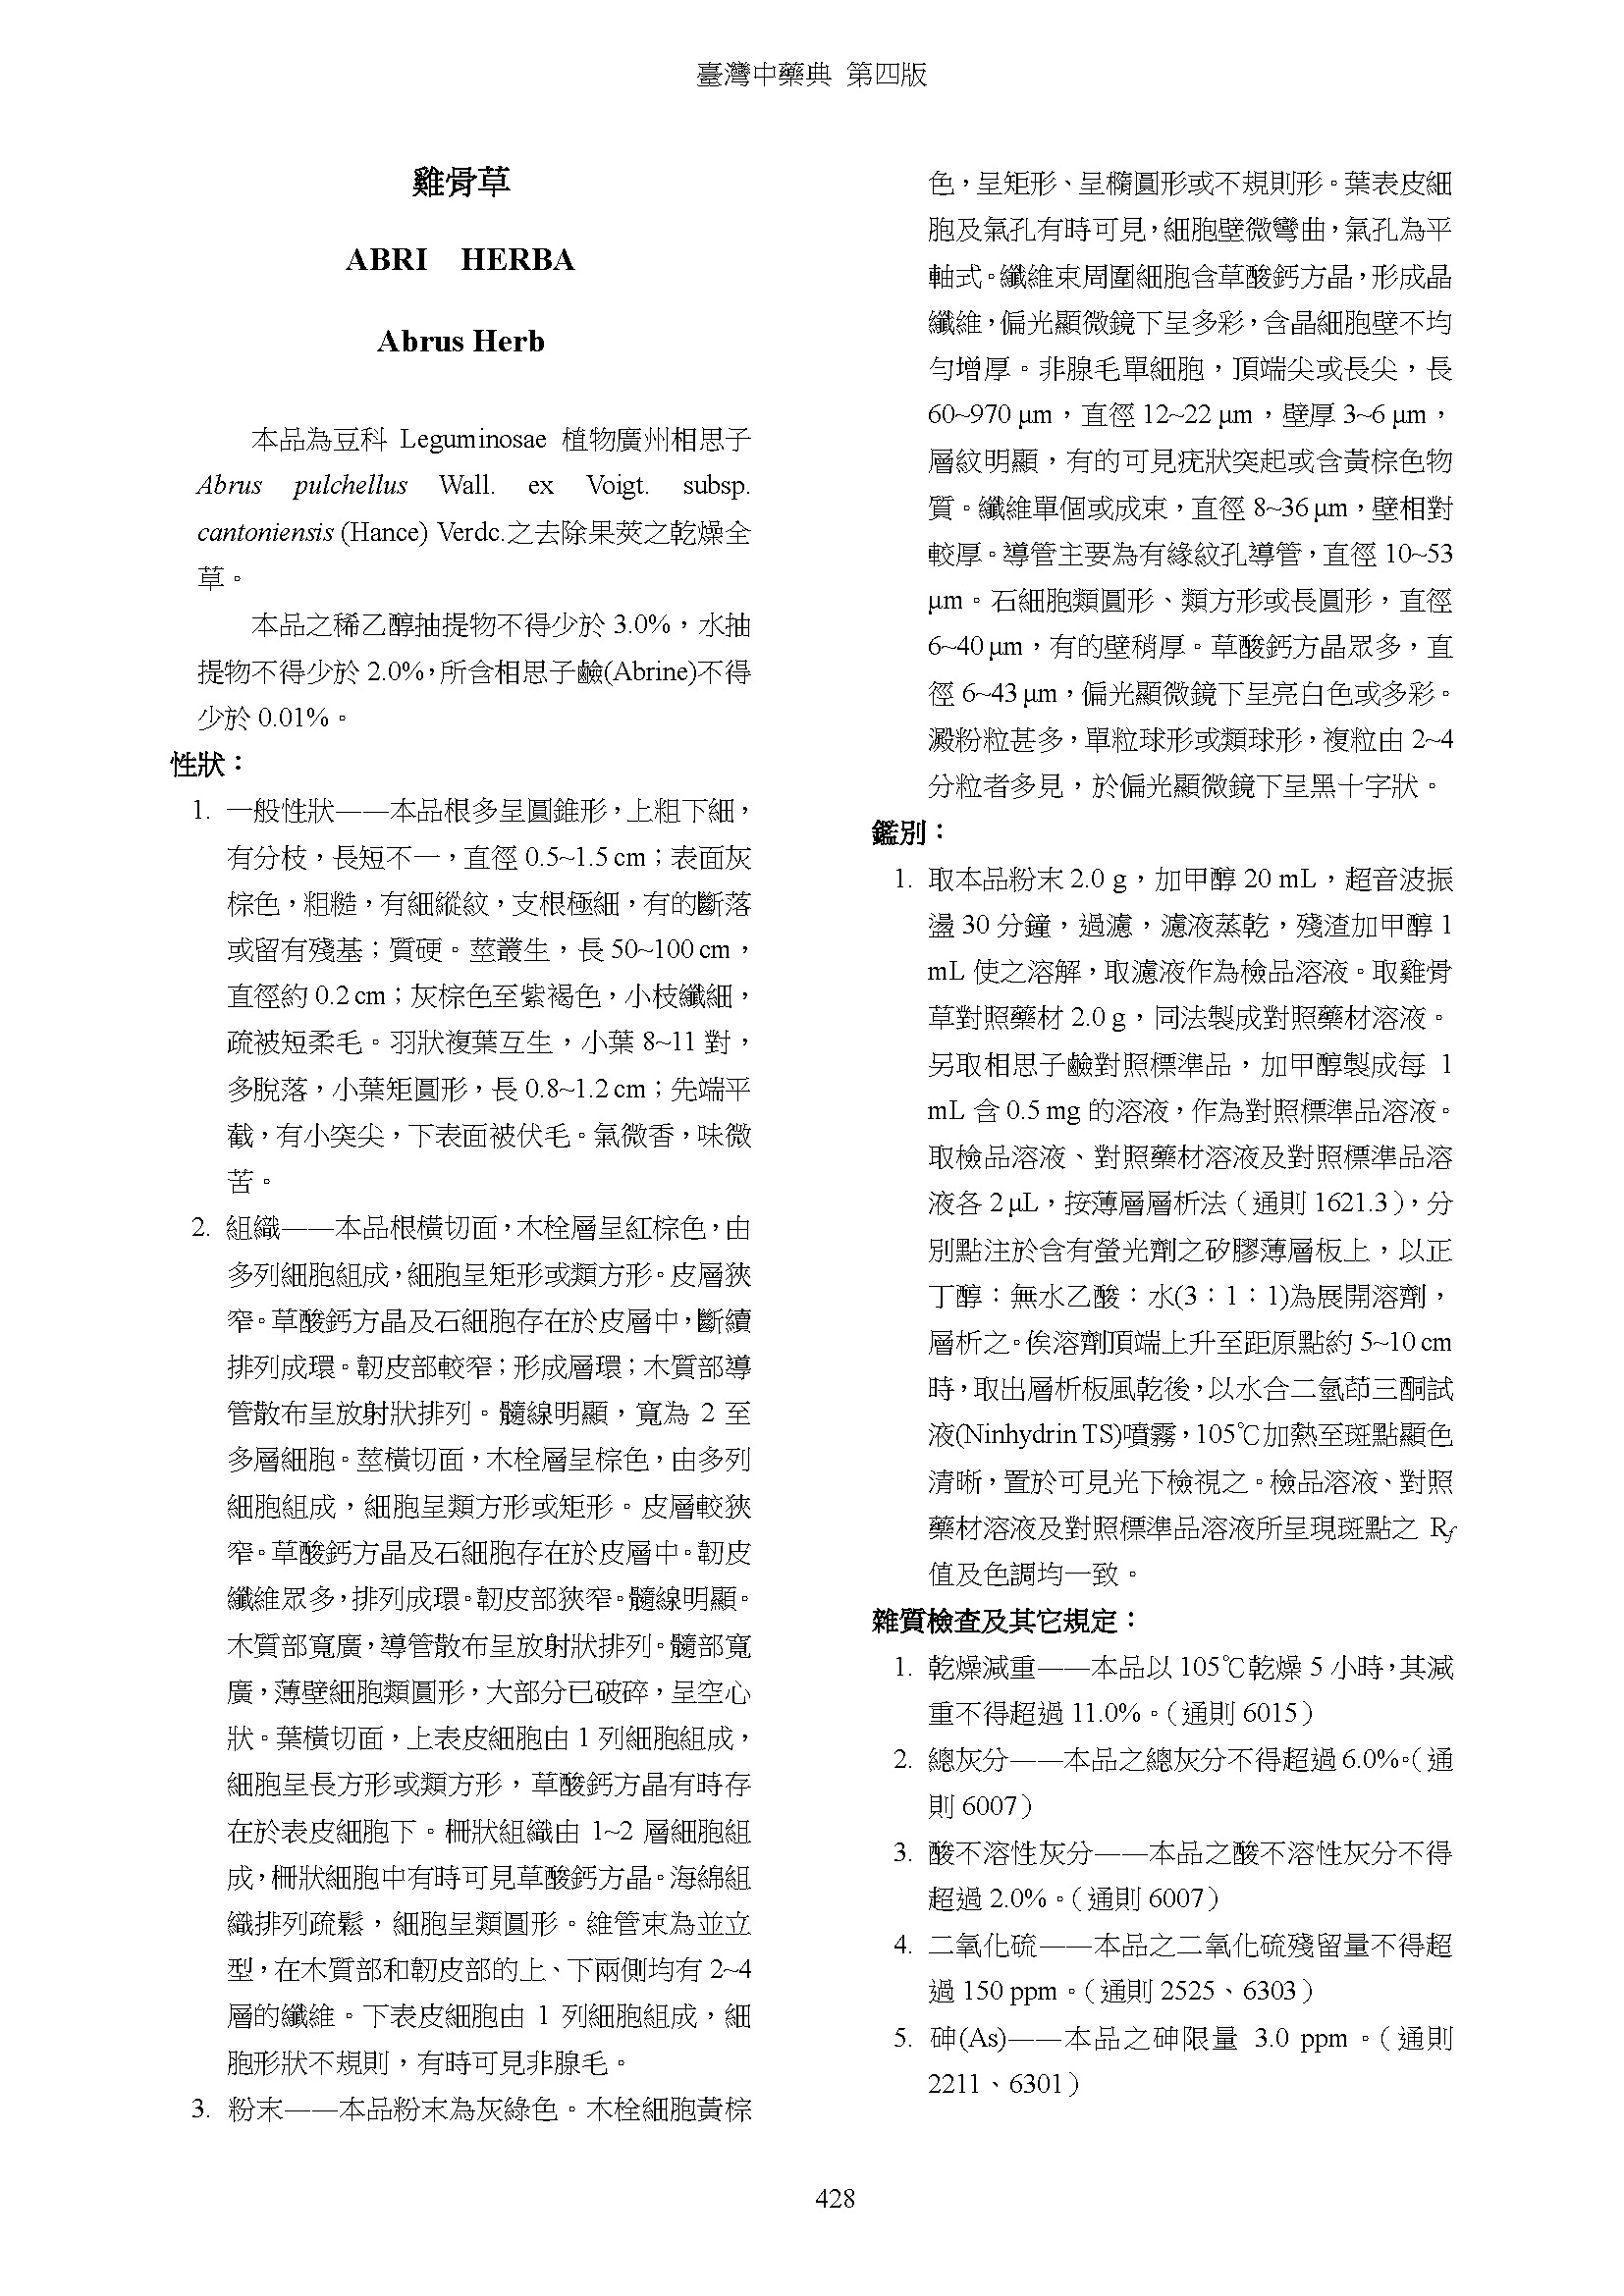 臺灣中藥典 第四版
雞骨草
ABRI HERBA
Abrus Herb
本品為豆科 Leguminosae 植物廣州相思子
Abrus pulchellus Wall. ex Voigt. subsp.
cantoniensis (Hance) Verdc.之去除果莢之乾燥全
草。
本品之稀乙醇抽提物不得少於 3.0%，水抽
提物不得少於 2.0%，所含相思子鹼(Abrine)不得
少於 0.01%。
性狀：
1. 一般性狀——本品根多呈圓錐形，上粗下細，
有分枝，長短不一，直徑 0.5~1.5 cm；表面灰
棕色，粗糙，有細縱紋，支根極細，有的斷落
或留有殘基；質硬。莖叢生，長 50~100 cm，
直徑約 0.2 cm；灰棕色至紫褐色，小枝纖細，
疏被短柔毛。羽狀複葉互生，小葉 8~11 對，
多脫落，小葉矩圓形，長 0.8~1.2 cm；先端平
截，有小突尖，下表面被伏毛。氣微香，味微
苦。
2. 組織——本品根橫切面，木栓層呈紅棕色，由
多列細胞組成，細胞呈矩形或類方形。皮層狹
窄。草酸鈣方晶及石細胞存在於皮層中，斷續
排列成環。韌皮部較窄；形成層環；木質部導
管散布呈放射狀排列。髓線明顯，寬為 2 至
多層細胞。莖橫切面，木栓層呈棕色，由多列
細胞組成，細胞呈類方形或矩形。皮層較狹
窄。草酸鈣方晶及石細胞存在於皮層中。韌皮
纖維眾多，排列成環。韌皮部狹窄。髓線明顯。
木質部寬廣，導管散布呈放射狀排列。髓部寬
廣，薄壁細胞類圓形，大部分已破碎，呈空心
狀。葉橫切面，上表皮細胞由 1 列細胞組成，
細胞呈長方形或類方形，草酸鈣方晶有時存
在於表皮細胞下。柵狀組織由 1~2 層細胞組
成，柵狀細胞中有時可見草酸鈣方晶。海綿組
織排列疏鬆，細胞呈類圓形。維管束為並立
型，在木質部和韌皮部的上、下兩側均有 2~4
層的纖維。下表皮細胞由 1 列細胞組成，細
胞形狀不規則，有時可見非腺毛。
3. 粉末——本品粉末為灰綠色。木栓細胞黃棕
色，呈矩形、呈橢圓形或不規則形。葉表皮細
胞及氣孔有時可見，細胞壁微彎曲，氣孔為平
軸式。纖維束周圍細胞含草酸鈣方晶，形成晶
纖維，偏光顯微鏡下呈多彩，含晶細胞壁不均
勻增厚。非腺毛單細胞，頂端尖或長尖，長
60~970 μm，直徑 12~22 μm，壁厚 3~6 μm，
層紋明顯，有的可見疣狀突起或含黃棕色物
質。纖維單個或成束，直徑 8~36 μm，壁相對
較厚。導管主要為有緣紋孔導管，直徑 10~53
μm。石細胞類圓形、類方形或長圓形，直徑
6~40 μm，有的壁稍厚。草酸鈣方晶眾多，直
徑 6~43 μm，偏光顯微鏡下呈亮白色或多彩。
澱粉粒甚多，單粒球形或類球形，複粒由 2~4
分粒者多見，於偏光顯微鏡下呈黑十字狀。
鑑別：
1. 取本品粉末 2.0 g，加甲醇 20 mL，超音波振
盪 30 分鐘，過濾，濾液蒸乾，殘渣加甲醇 1
mL 使之溶解，取濾液作為檢品溶液。取雞骨
草對照藥材 2.0 g，同法製成對照藥材溶液。
另取相思子鹼對照標準品，加甲醇製成每 1
mL 含 0.5 mg 的溶液，作為對照標準品溶液。
取檢品溶液、對照藥材溶液及對照標準品溶
液各 2 μL，按薄層層析法（通則 1621.3），分
別點注於含有螢光劑之矽膠薄層板上，以正
丁醇：無水乙酸：水(3：1：1)為展開溶劑，
層析之。俟溶劑頂端上升至距原點約 5~10 cm
時，取出層析板風乾後，以水合二氫茚三酮試
液(Ninhydrin TS)噴霧，105℃加熱至斑點顯色
清晰，置於可見光下檢視之。檢品溶液、對照
藥材溶液及對照標準品溶液所呈現斑點之 Rf
值及色調均一致。
雜質檢查及其它規定：
1. 乾燥減重——本品以 105℃乾燥 5 小時，其減
重不得超過 11.0%。（通則 6015）
2. 總灰分——本品之總灰分不得超過 6.0%。（通
則 6007）
3. 酸不溶性灰分——本品之酸不溶性灰分不得
超過 2.0%。（通則 6007）
4. 二氧化硫——本品之二氧化硫殘留量不得超
過 150 ppm。（通則 2525、6303）
5. 砷(As)——本品之砷限量 3.0 ppm。（通則
2211、6301）
428